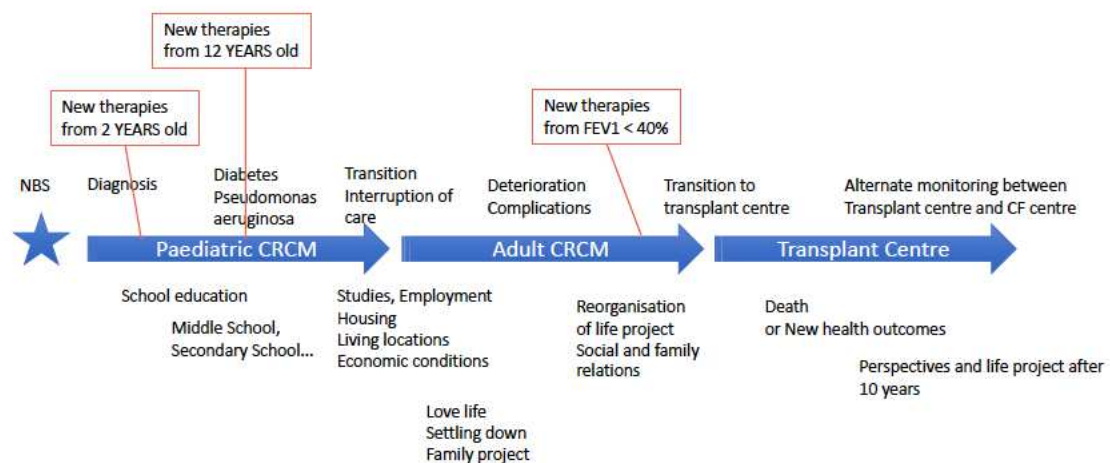 New therapies
from 12 YEARS old
New therapies
from 2 YEARS old
New therapies
from FEV1 < 40%
NBS
Diagnosis
Diabetes
Pseudomonas
aeruginosa
Transition
Interruption of
care
Deterioration
Complications
Transition to
transplant centre
Alternate monitoring between
Transplant centre and CF centre
Paediatric CRCM
Adult CRCM
Transplant Centre
School education
Middle School,
Secondary School...
Studies, Employment
Housing
Living locations
Economic conditions
Love life
Settling down
Family project
Reorganisation
of life project
Social and family
relations
Death
or New health outcomes
Perspectives and life project after
10 years